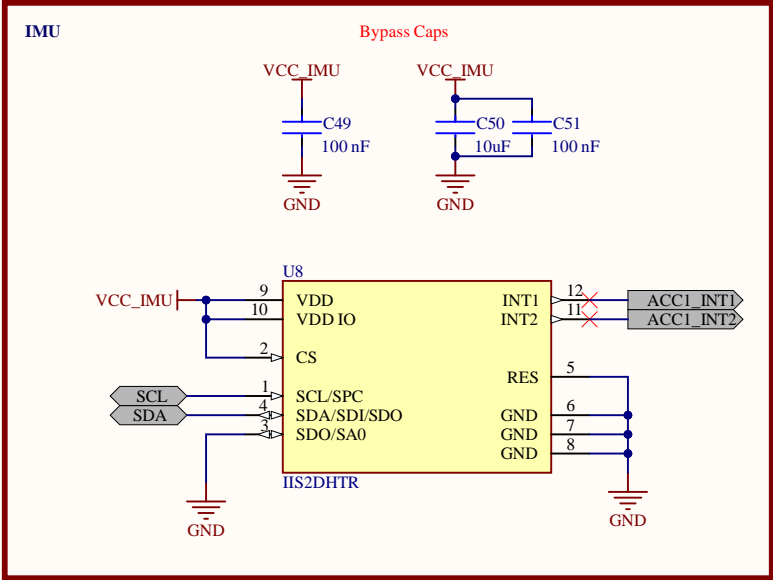 IMU
Bypass Caps
VCC_IMU
VCC_IMU
C49
100 nF
C50
10uF
C51
100 nF
GND
GND
U8
VCC_IMU
9
VDD
10
VDD IO
2
CS
SCL
1
SCL/SPC
SDA
4
SDA/SDI/SDO
3
SDO/SA0
INT1
12
ACC1_INT1
INT2
11
ACC1_INT2
RES
5
GND
6
GND
7
GND
8
IIS2DHTR
GND
GND